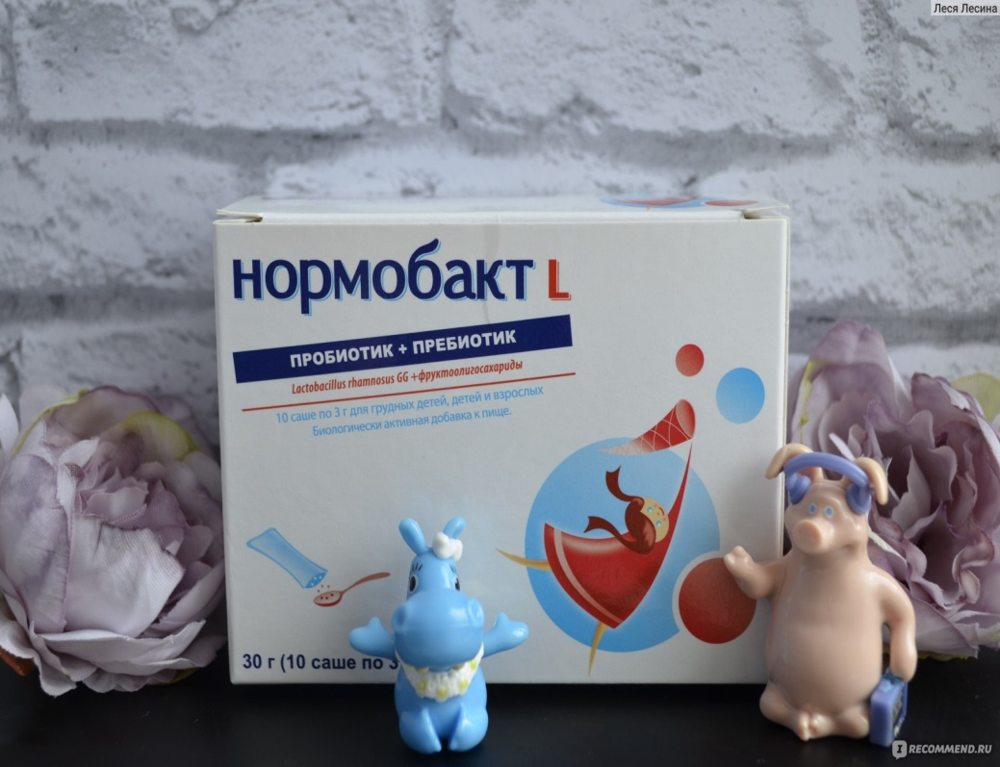 Леся Лесина
нормобакт L
ПРОБИОТИК + ПРЕБИОТИК
Lactobacillus rhamnosus GG +фруктоолигосахариды
10 саше по 3 г для грудных детей, детей и взрослых
Биологически активная добавка к пище.
30 г (10 саше по 3
IRECOMMEND.RU